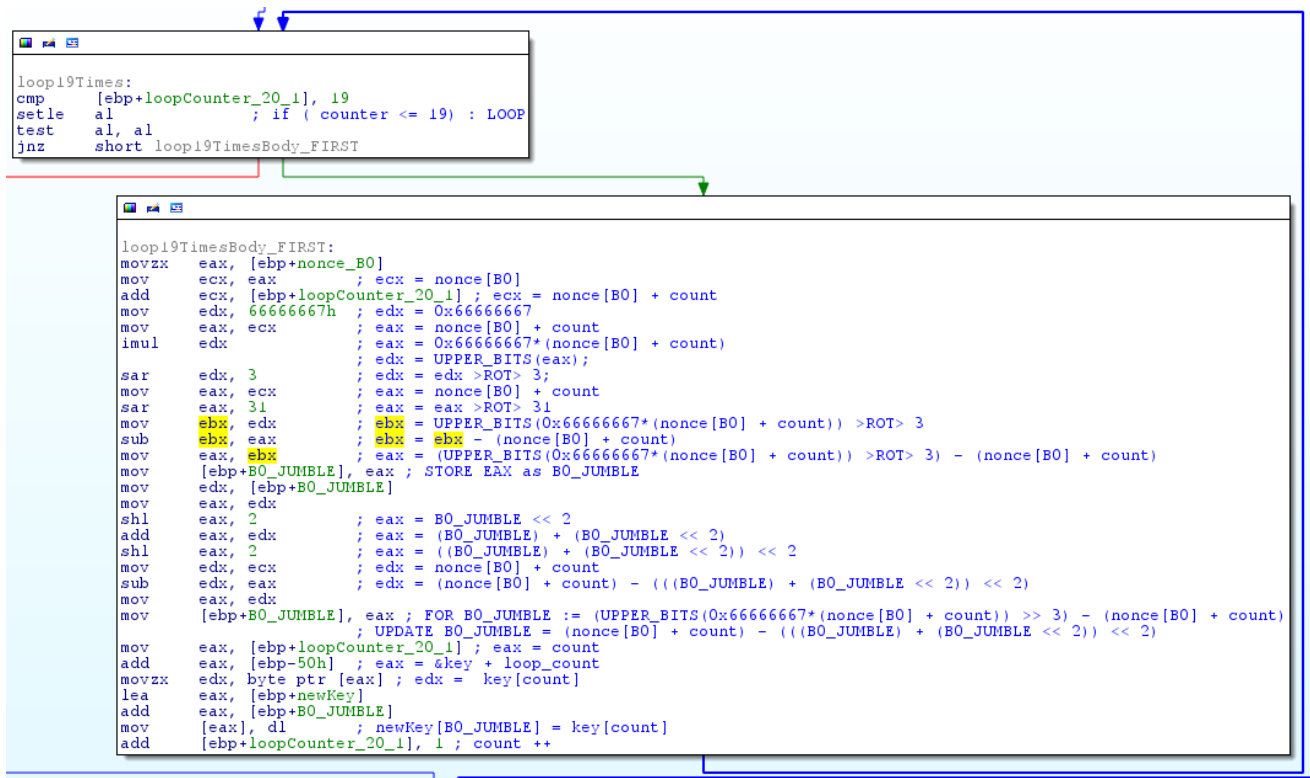 loop19Times:
cmp [ebp+loopCounter_20_1], 19
setle al ; if ( counter <= 19) : LOOP
test al, al
jnz short loop19TimesBody_FIRST
loop19TimesBody_FIRST:
movzx eax, [ebp+nonce_B0]
mov ecx, eax ; ecx = nonce[B0]
add ecx, [ebp+loopCounter_20_1] ; ecx = nonce[B0] + count
mov edx, 66666667h ; edx = 0x66666667
mov eax, ecx ; eax = nonce[B0] + count
imul edx ; eax = 0x66666667*(nonce[B0] + count)
; edx = UPPER_BITS(eax);
sar edx, 3 ; edx = edx >ROT> 3;
mov eax, ecx ; eax = nonce[B0] + count
sar eax, 31 ; eax = eax >ROT> 31
mov ebx, edx ; ebx = UPPER_BITS(0x66666667*(nonce[B0] + count)) >ROT> 3
sub ebx, eax ; ebx = ebx - (nonce[B0] + count)
mov eax, ebx ; eax = (UPPER_BITS(0x66666667*(nonce[B0] + count)) >ROT> 3) - (nonce[B0] + count)
mov [ebp+B0_JUMBLE], eax ; STORE EAX as B0_JUMBLE
mov edx, [ebp+B0_JUMBLE]
mov eax, edx
shl eax, 2 ; eax = B0_JUMBLE << 2
add eax, edx ; eax = (B0_JUMBLE) + (B0_JUMBLE << 2)
shl eax, 2 ; eax = ((B0_JUMBLE) + (B0_JUMBLE << 2)) << 2
mov edx, ecx ; edx = nonce[B0] + count
sub edx, eax ; edx = (nonce[B0] + count) - (((B0_JUMBLE) + (B0_JUMBLE << 2)) << 2)
mov eax, edx
mov [ebp+B0_JUMBLE], eax ; FOR B0_JUMBLE := (UPPER_BITS(0x66666667*(nonce[B0] + count)) >> 3) - (nonce[B0] + count)
; UPDATE B0_JUMBLE = (nonce[B0] + count) - (((B0_JUMBLE) + (B0_JUMBLE << 2)) << 2)
mov eax, [ebp+loopCounter_20_1] ; eax = count
add eax, [ebp-50h] ; eax = &key + loop_count
movzx edx, byte ptr [eax] ; edx = key[count]
lea eax, [ebp+newKey]
add eax, [ebp+B0_JUMBLE]
mov [eax], dl ; newKey[B0_JUMBLE] = key[count]
add [ebp+loopCounter_20_1], 1 ; count ++